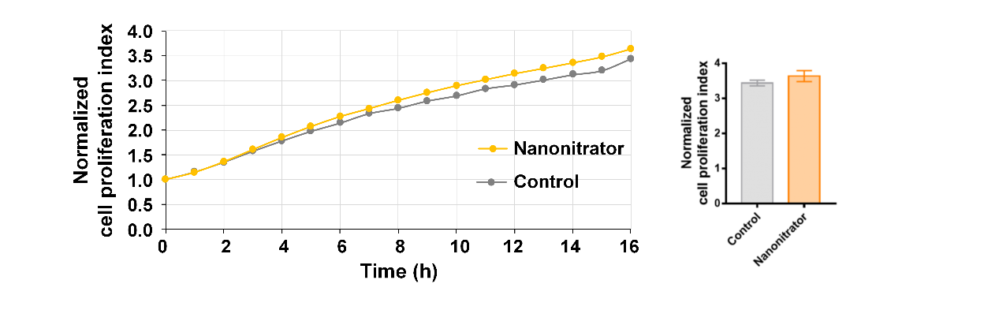 Normalized
cell proliferation index
4.0
3.5
3.0
2.5
2.0
1.5
1.0
0.5
0.0
0 2 4 6 8 10 12 14 16
Time (h)
Nanonitrator
Control
Normalized
cell proliferation index
4
3
2
1
0
Control
Nanonitrator